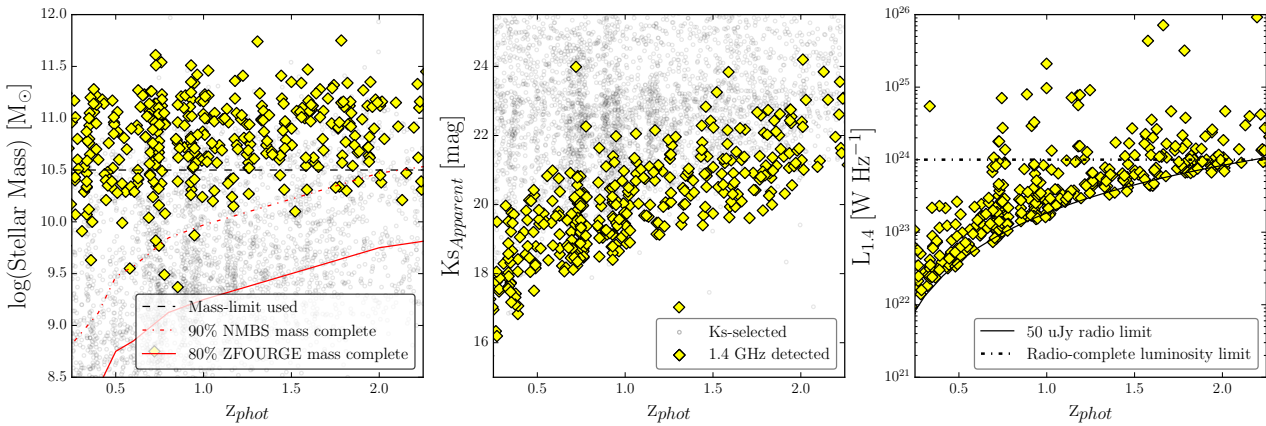 log(Stellar Mass) [M⊙]
12.0
11.5
11.0
10.5
10.0
9.5
9.0
8.5
Mass-limit used
90% NMBS mass complete
80% ZFOURGE mass complete
0.5 1.0 1.5 2.0
zphot
KsApparent [mag]
24
22
20
18
16
Ks-selected
1.4 GHz detected
0.5 1.0 1.5 2.0
zphot
L1.4 [W Hz−1]
10^26
10^25
10^24
10^23
10^22
10^21
50 uJy radio limit
Radio-complete luminosity limit
0.5 1.0 1.5 2.0
zphot